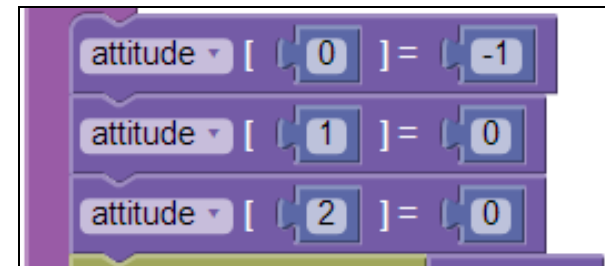 attitude [ 0 ] = -1
attitude [ 1 ] = 0
attitude [ 2 ] = 0